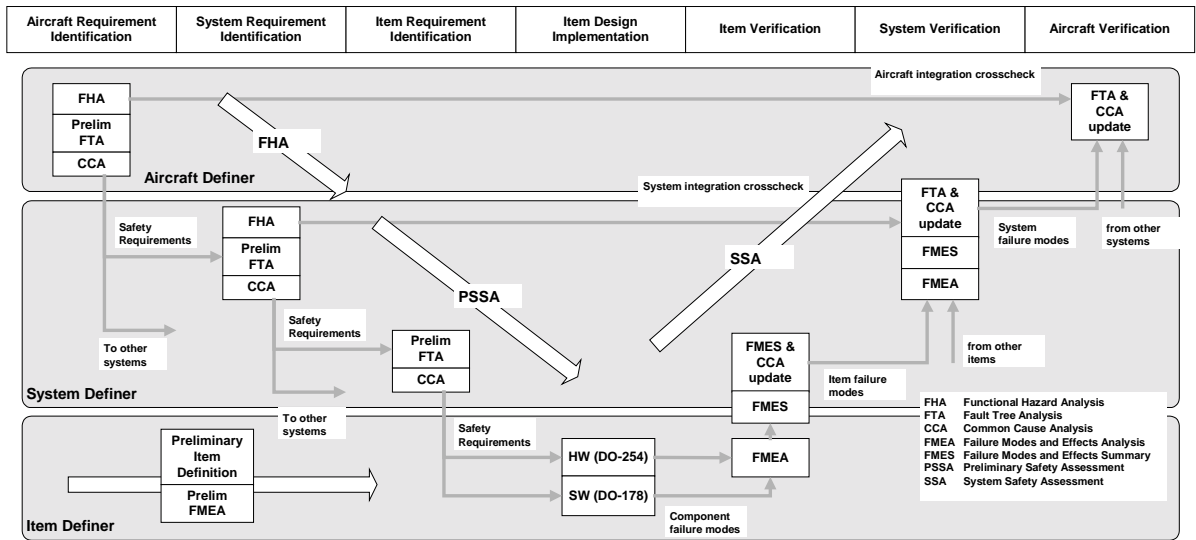 Aircraft Requirement
Identification
System Requirement
Identification
Item Requirement
Identification
Item Design
Implementation
Item Verification
System Verification
Aircraft Verification
Aircraft integration crosscheck
FHA
Prelim
FTA
CCA
FHA
FTA &
CCA
update
Aircraft Definer
System integration crosscheck
Safety
Requirements
FHA
Prelim
FTA
CCA
PSSA
SSA
FTA &
CCA
update
FMES
FMEA
System
failure modes
from other
systems
To other
systems
Safety
Requirements
Prelim
FTA
CCA
FMES &
CCA
update
FMES
Item failure
modes
from other
items
System Definer
To other
systems
Safety
Requirements
Preliminary
Item
Definition
Prelim
FMEA
HW (DO-254)
SW (DO-178)
FMEA
Component
failure modes
Item Definer
FHA Functional Hazard Analysis
FTA Fault Tree Analysis
CCA Common Cause Analysis
FMEA Failure Modes and Effects Analysis
FMES Failure Modes and Effects Summary
PSSA Preliminary Safety Assessment
SSA System Safety Assessment